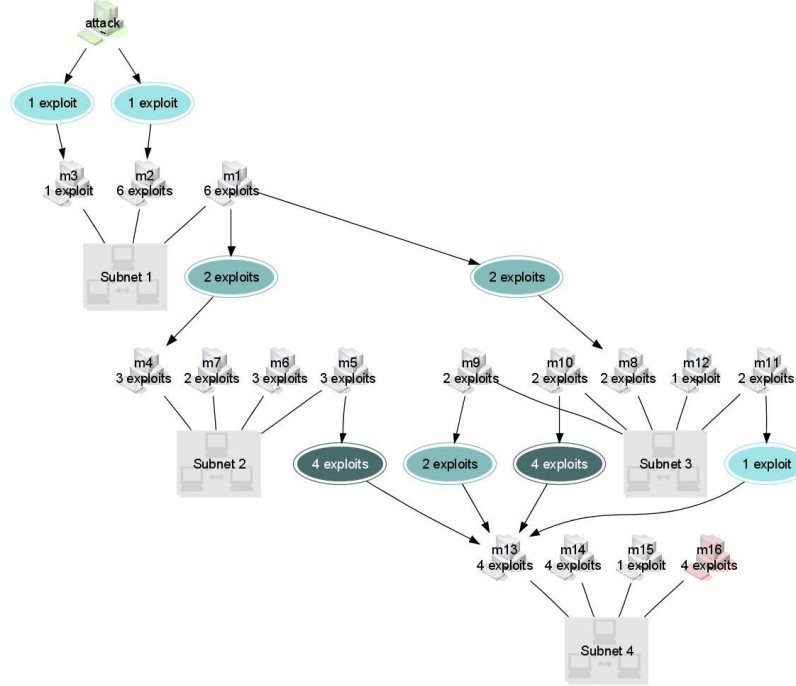 attack
1 exploit
1 exploit
m3
1 exploit
m2
6 exploits
m1
6 exploits
Subnet 1
2 exploits
2 exploits
m4
3 exploits
m7
2 exploits
m6
3 exploits
m5
3 exploits
m9
2 exploits
m10
2 exploits
m8
2 exploits
m12
1 exploit
m11
2 exploits
Subnet 2
4 exploits
2 exploits
4 exploits
Subnet 3
1 exploit
m13
4 exploits
m14
4 exploits
m15
1 exploit
m16
4 exploits
Subnet 4